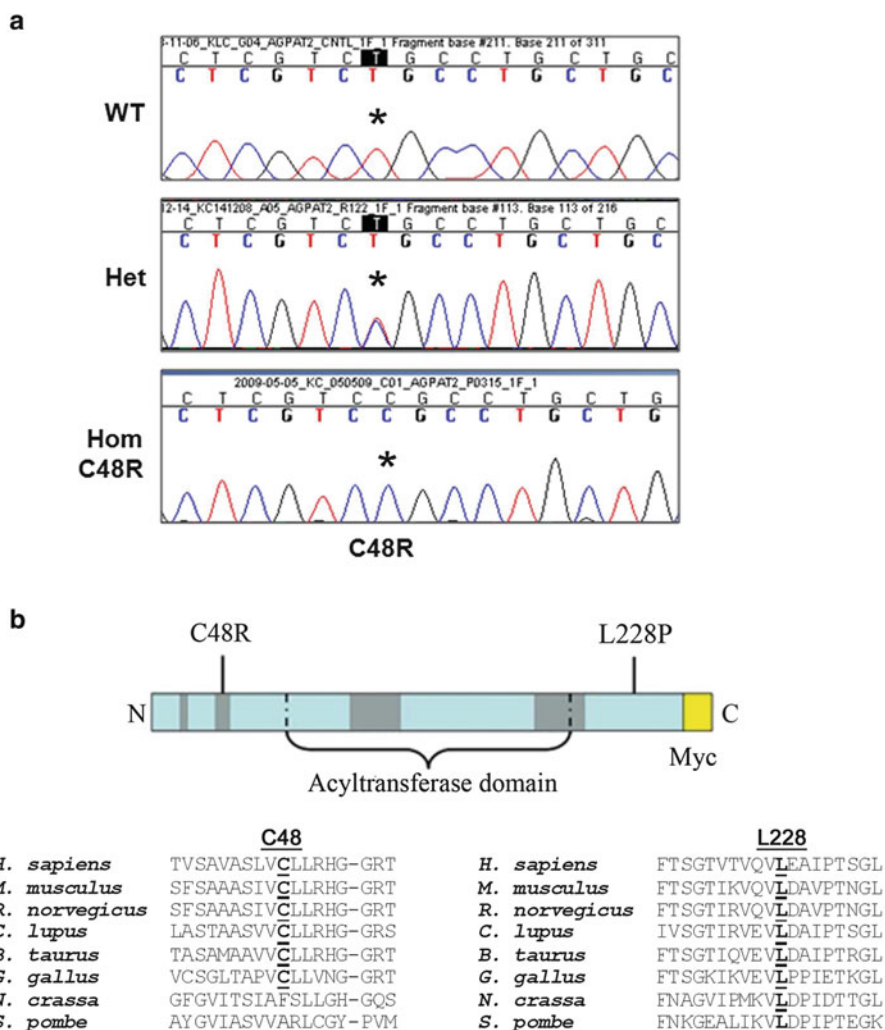 a
WT
-11-06_KLC_G04_AGPAT2_CNTL_1F_1 Fragment base #211. Base 211 of 311
C T C G T C T G C C T G C T G C
C T C G T C T G C C T G C T G C
*
Het
12-14_KC141208_A05_AGPAT2_R122_1F_1 Fragment base #113. Base 113 of 216
C T C G T C T G C C T G C T G C
C T C G T C T G C C T G C T G C
*
Hom
C48R
2009-05-05_KC_050509_C01_AGPAT2_P0315_1F_1
C T C G T C C G C C T G C T G
C T C G T C C G C C T G C T G
*
C48R
b
C48R L228P
N C
Myc
Acyltransferase domain
C48
H. sapiens TVSAVASLVCLLRHG-GRT
M. musculus SFSAAASIVCLLRHG-GRT
R. norvegicus SFSAAASIVCLLRHG-GRT
C. lupus LASTAASVVCLLRHG-GRS
B. taurus TASAMAAVVCLLRHG-GRT
G. gallus VCSGLTAPVCLLVNG-GRT
N. crassa GFGVITSIAFSLLGH-GQS
S. pombe AYGVIASVVARLCGY-PVM
L228
H. sapiens FTSGTVTVQVLEAIPTSGL
M. musculus FTSGTIKVQVLDAVPTNGL
R. norvegicus FTSGTIRVQVLDAVPTNGL
C. lupus IVSGTIRVEVLDAIPTSGL
B. taurus FTSGTIQVEVLDAIPTRGL
G. gallus FTSGKIKVEVLPPIETKGL
N. crassa FNAGVIPMKVLDPIDTTGL
S. pombe FNKGEALIKVLDPIPTEGK